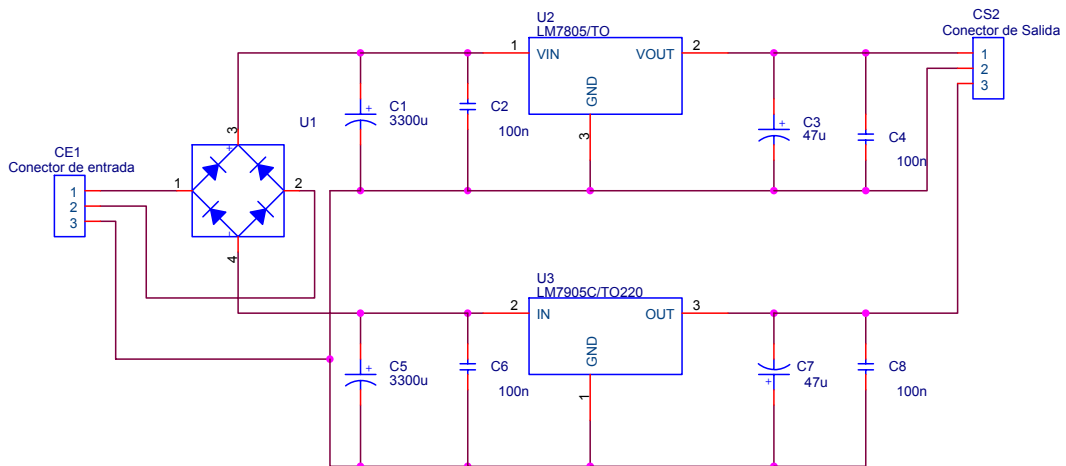 U2
LM7805/TO
VIN
VOUT
GND
1
2
3
CS2
Conector de Salida
1
2
3
C1
3300u
+
C2
100n
C3
47u
+
C4
100n
U1
3
+
1
2
-
4
CE1
Conector de entrada
1
2
3
U3
LM7905C/TO220
IN
OUT
GND
2
3
1
C5
3300u
+
C6
100n
C7
47u
+
C8
100n